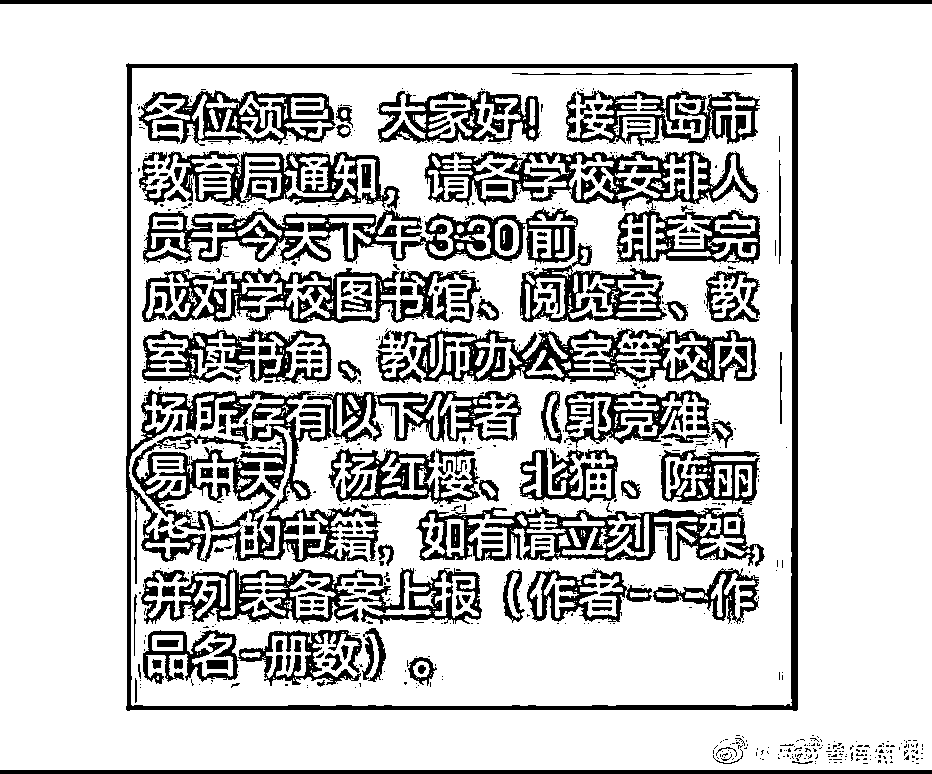 各位领导：大家好！接青岛市
教育局通知，请各学校安排人
员于今天下午3:30前，排查完
成对学校图书馆、阅览室、教
室读书角、教师办公室等校内
场所存有以下作者（郭竞雄、
易中天、杨红樱、北猫、陈丽
华）的书籍，如有请立刻下架，
并列表备案上报（作者---作
品名-册数）。